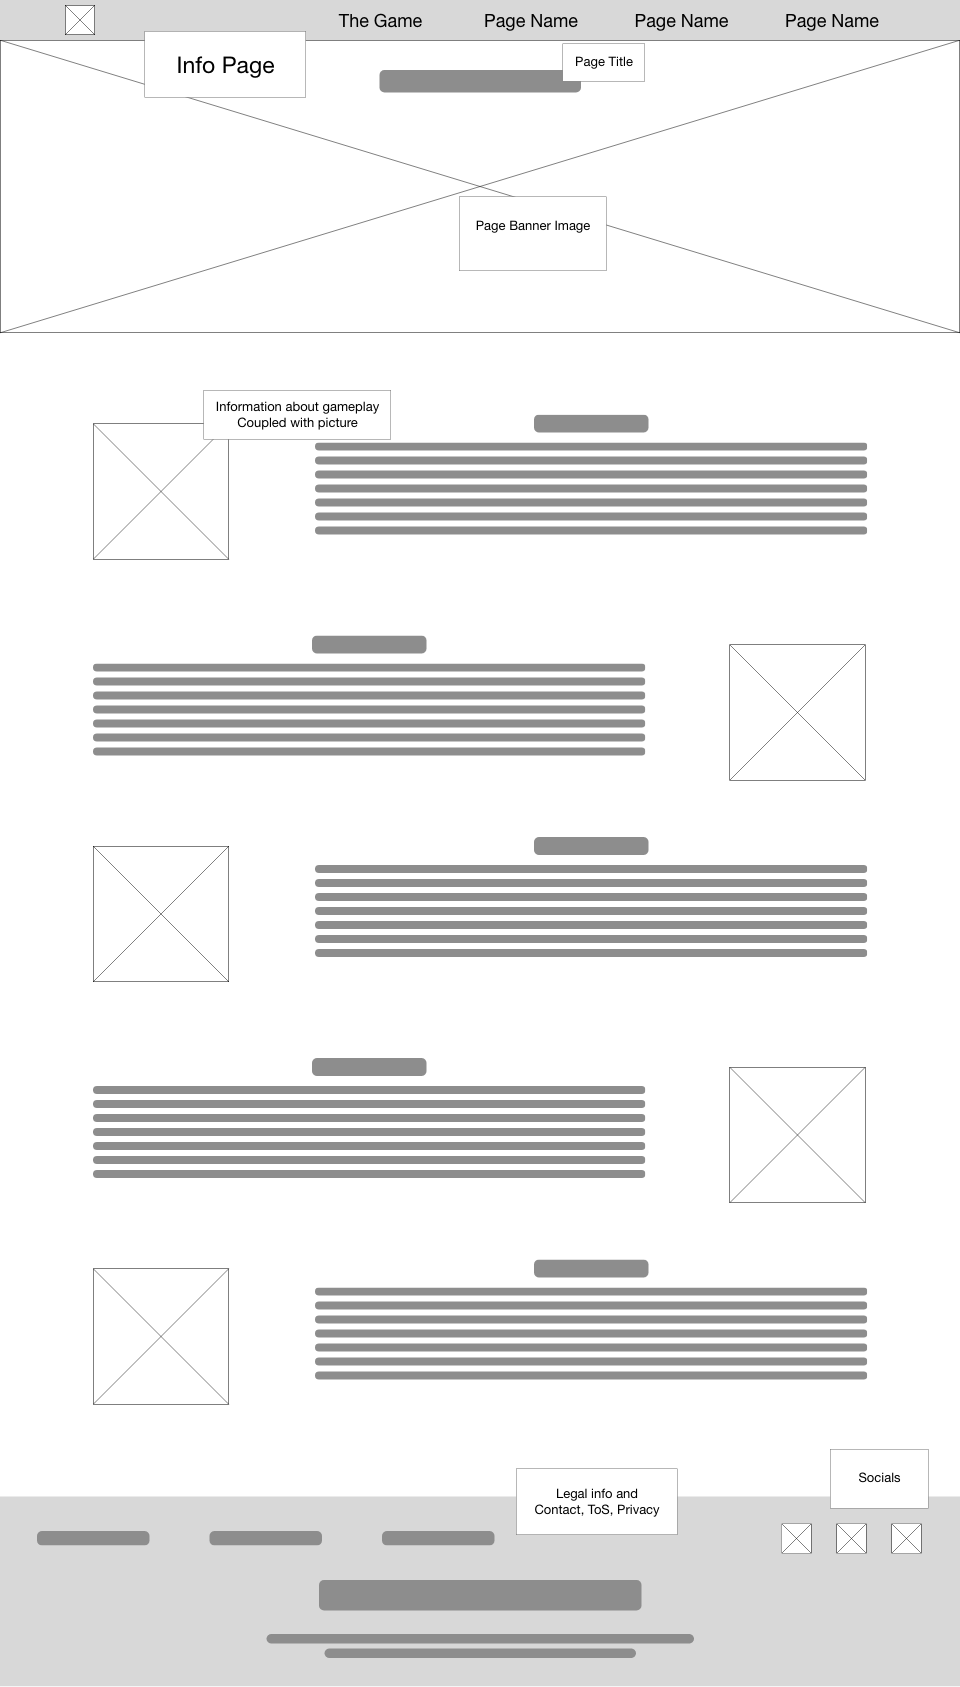 The Game
Page Name
Page Name
Page Name
Info Page
Page Title
Page Banner Image
Information about gameplay
Coupled with picture
Socials
Legal info and
Contact, ToS, Privacy